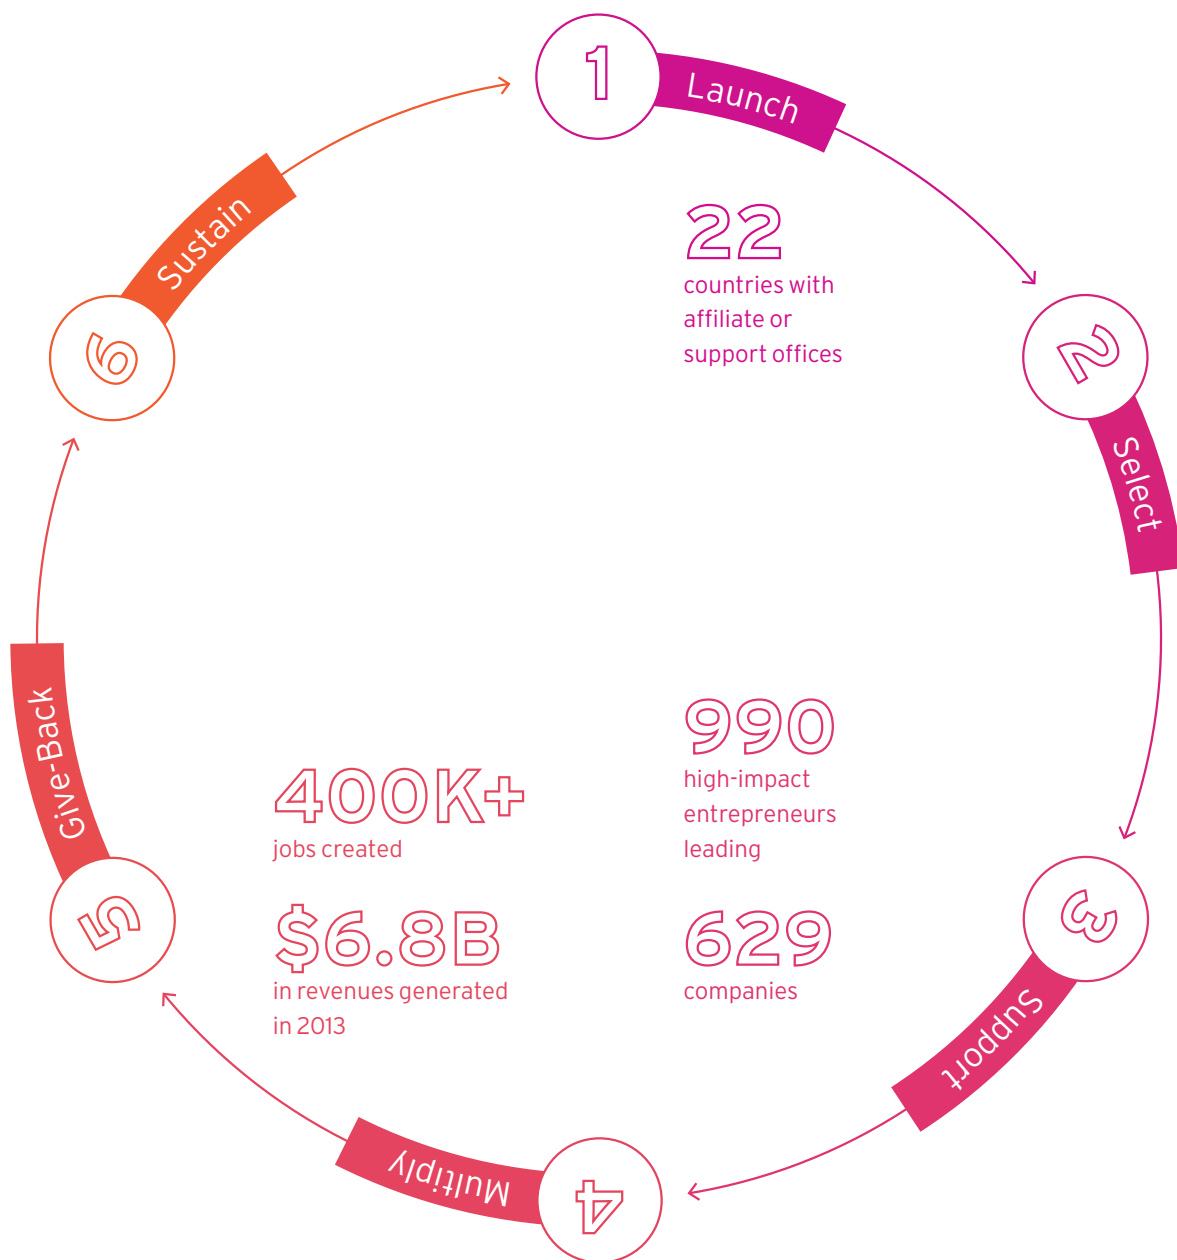 1
Launch
22
countries with
affiliate or
support offices
2
Select
3
Support
990
high-impact
entrepreneurs
leading
629
companies
4
Multiply
400K+
jobs created
$6.8B
in revenues generated
in 2013
5
Give-Back
6
Sustain